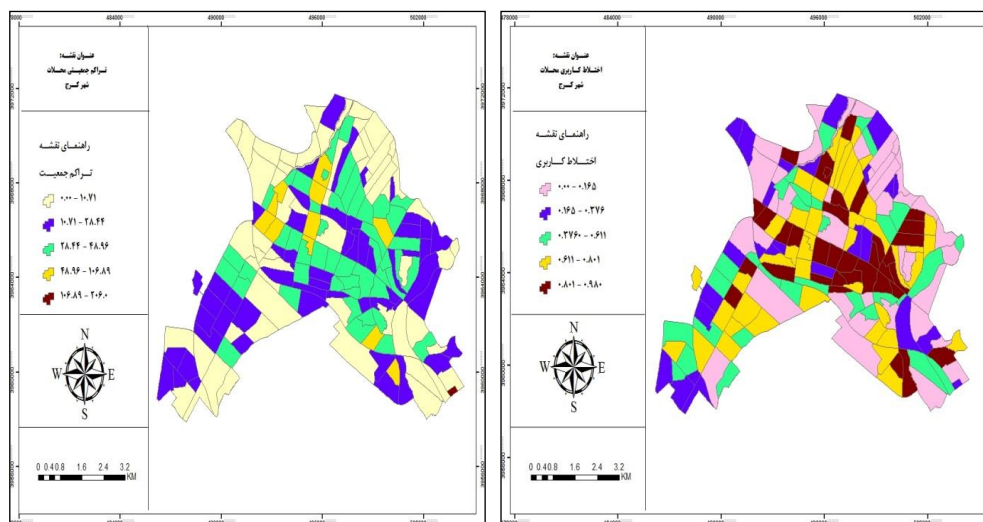 478000 484000 490000 496000 502000
عنوان نقشه:
تراکم جمعیتی محلات
شهر کرج
راهنمای نقشه
تراکم جمعیت
۰.۰۰ - ۱۰.۷۱
۱۰.۷۱ - ۲۸.۴۴
۲۸.۴۴ - ۴۸.۹۶
۴۸.۹۶ - ۱۰۶.۸۹
۱۰۶.۸۹ - ۲۰۶.۰
N
W E
S
0 0.4 0.8 1.6 2.4 3.2
KM
478000 484000 490000 496000 502000
عنوان نقشه:
اختلاط کاربری محلات
شهر کرج
راهنمای نقشه
اختلاط کاربری
۰.۰۰ - ۰.۱۶۵
۰.۱۶۵ - ۰.۳۷۶
۰.۳۷۶۰ - ۰.۶۱۱
۰.۶۱۱ - ۰.۸۰۱
۰.۸۰۱ - ۰.۹۸۰
N
W E
S
0 0.4 0.8 1.6 2.4 3.2
KM